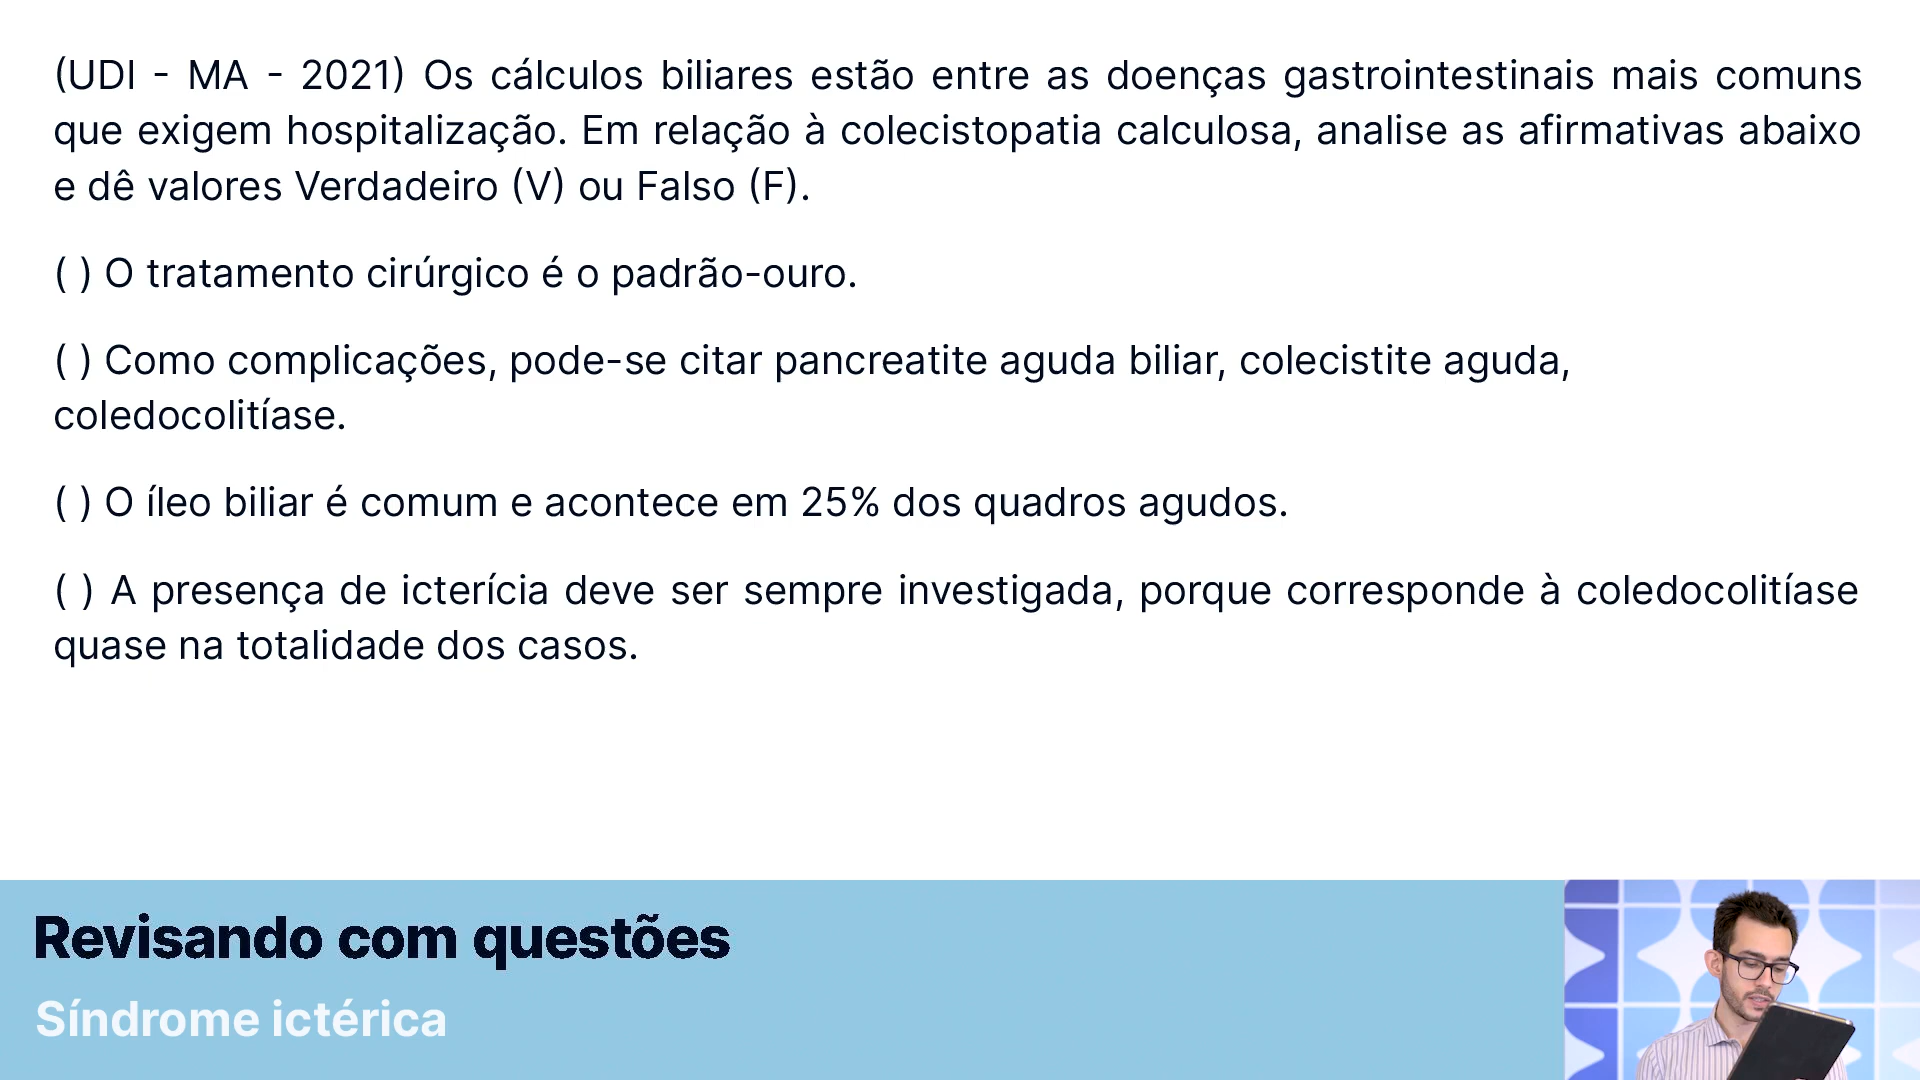 (UDI - MA - 2021) Os cálculos biliares estão entre as doenças gastrointestinais mais comuns
que exigem hospitalização. Em relação à colecistopatia calculosa, analise as afirmativas abaixo
e dê valores Verdadeiro (V) ou Falso (F).
( ) O tratamento cirúrgico é o padrão-ouro.
( ) Como complicações, pode-se citar pancreatite aguda biliar, colecistite aguda,
coledocolitíase.
( ) O íleo biliar é comum e acontece em 25% dos quadros agudos.
( ) A presença de icterícia deve ser sempre investigada, porque corresponde à coledocolitíase
quase na totalidade dos casos.
Revisando com questões
Síndrome ictérica